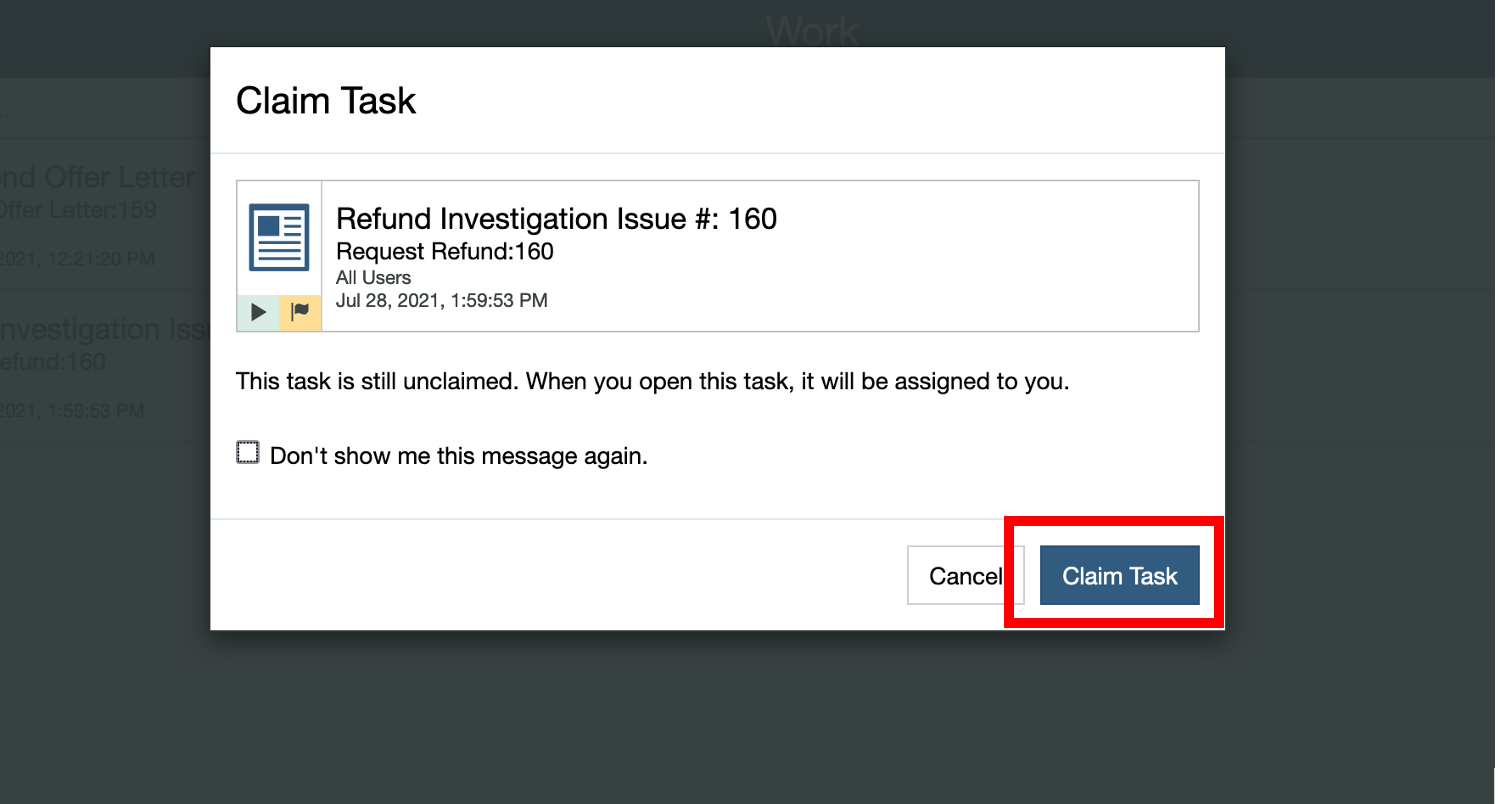 Work
Claim Task
end Offer Letter
Offer Letter:159
2021, 12:21:20 PM
Investigation Issu
efund:160
2021, 1:59:53 PM
Refund Investigation Issue #: 160
Request Refund:160
All Users
Jul 28, 2021, 1:59:53 PM
This task is still unclaimed. When you open this task, it will be assigned to you.
Don't show me this message again.
Cancel
Claim Task